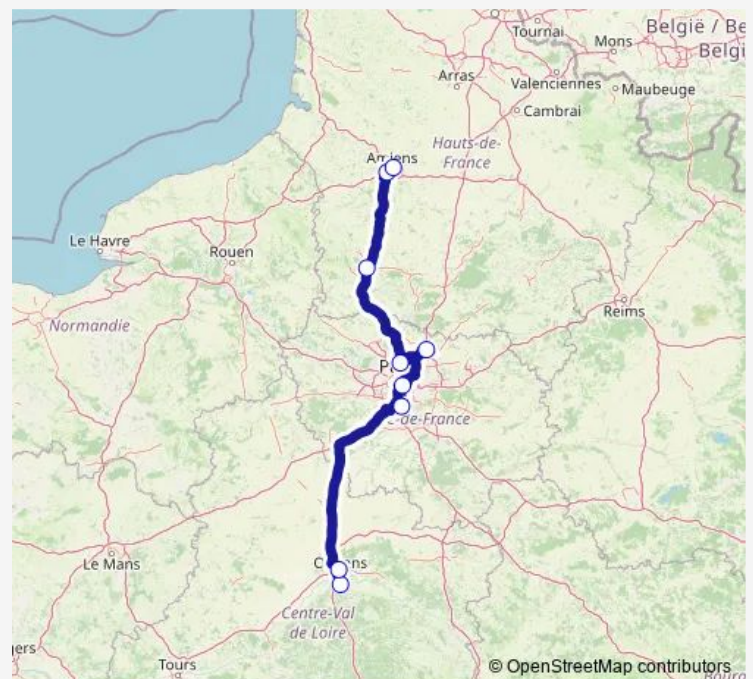 België / Be
Belgi
Tournai
Mons
Arras
Valenciennes
Maubeuge
Cambrai
Hauts-de-
France
Le Havre
Rouen
Normandie
Reims
-de-France
Le Mans
Centre-Val
de Loire
gers
Tours
© OpenStreetMap contributors